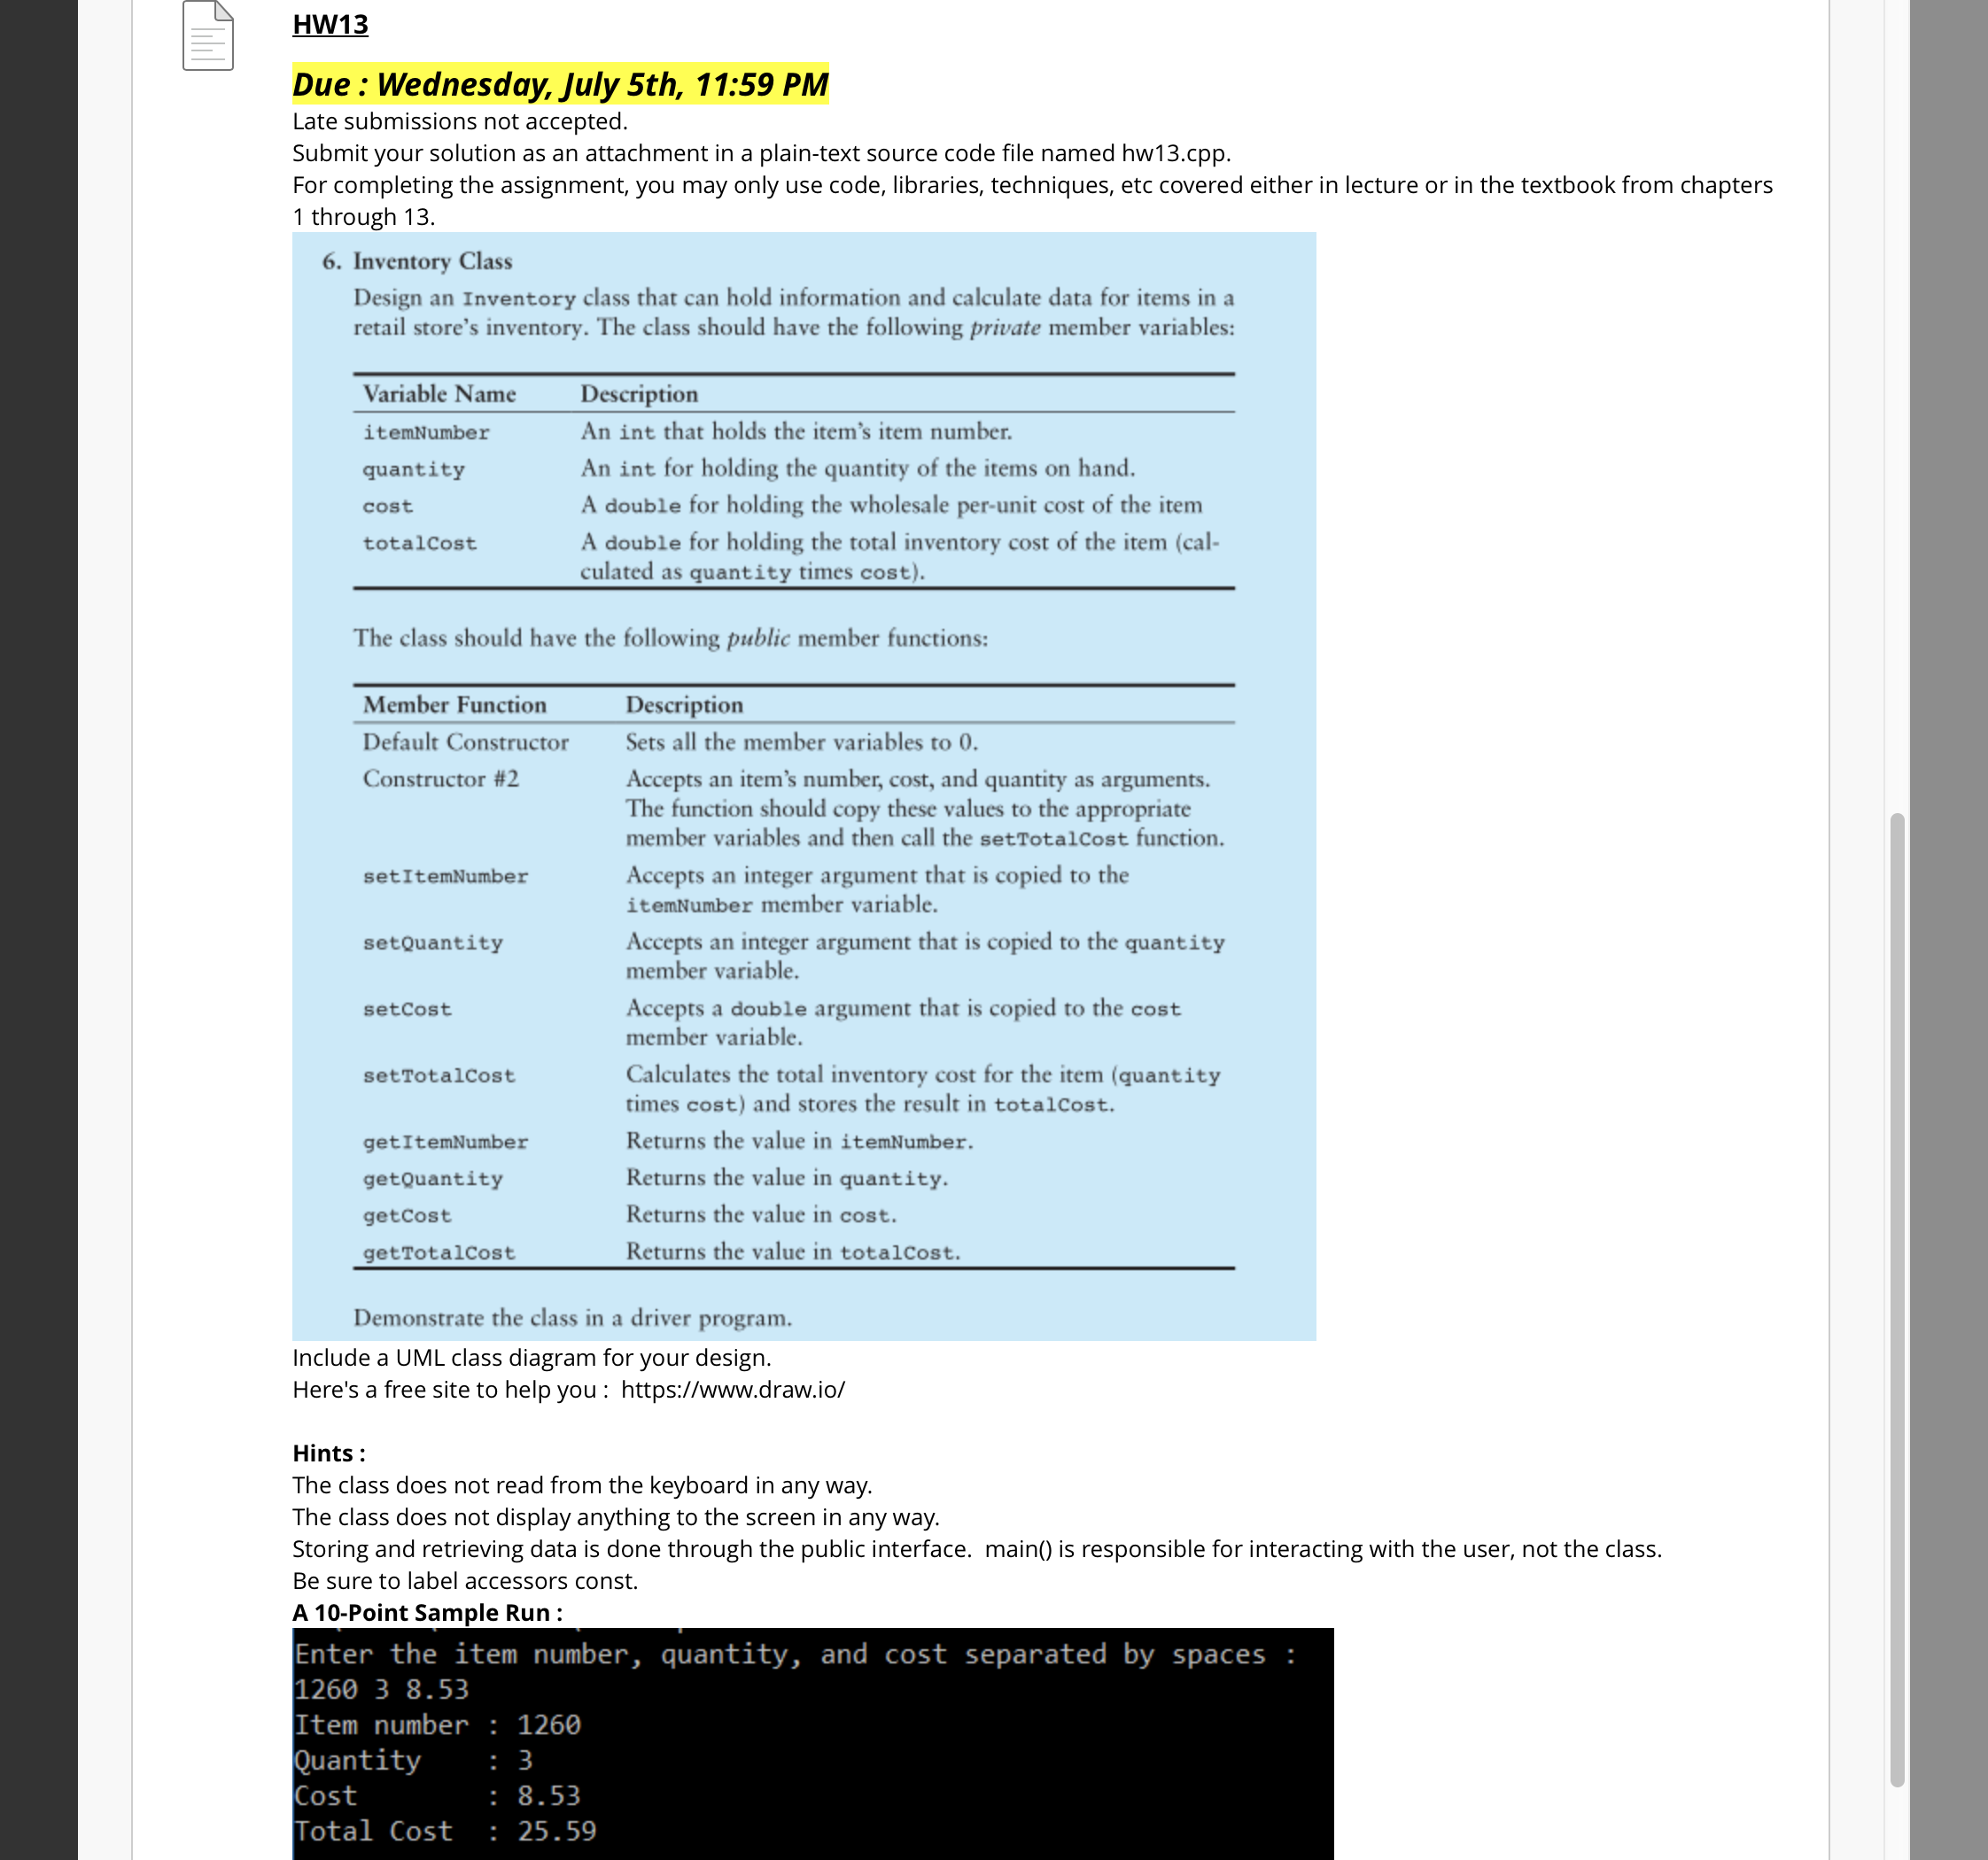 HW13
Due : Wednesday, July 5th, 11:59 PM
Late submissions not accepted.
Submit your solution as an attachment in a plain-text source code file named hw13.cpp.
For completing the assignment, you may only use code, libraries, techniques, etc covered either in lecture or in the textbook from chapters
1 through 13.
6. Inventory Class
Design an Inventory class that can hold information and calculate data for items in a
retail store's inventory. The class should have the following private member variables:
Variable Name Description
itemNumber An int that holds the item's item number.
quantity An int for holding the quantity of the items on hand.
cost A double for holding the wholesale per-unit cost of the item
totalCost A double for holding the total inventory cost of the item (cal-
culated as quantity times cost).
The class should have the following public member functions:
Member Function Description
Default Constructor Sets all the member variables to 0.
Constructor #2 Accepts an item's number, cost, and quantity as arguments.
The function should copy these values to the appropriate
member variables and then call the setTotalCost function.
setItemNumber Accepts an integer argument that is copied to the
itemNumber member variable.
setQuantity Accepts an integer argument that is copied to the quantity
member variable.
setCost Accepts a double argument that is copied to the cost
member variable.
setTotalCost Calculates the total inventory cost for the item (quantity
times cost) and stores the result in totalCost.
getItemNumber Returns the value in itemNumber.
getQuantity Returns the value in quantity.
getCost Returns the value in cost.
getTotalCost Returns the value in totalCost.
Demonstrate the class in a driver program.
Include a UML class diagram for your design.
Here's a free site to help you : https://www.draw.io/
Hints :
The class does not read from the keyboard in any way.
The class does not display anything to the screen in any way.
Storing and retrieving data is done through the public interface. main() is responsible for interacting with the user, not the class.
Be sure to label accessors const.
A 10-Point Sample Run :
Enter the item number, quantity, and cost separated by spaces :
1260 3 8.53
Item number : 1260
Quantity : 3
Cost : 8.53
Total Cost : 25.59